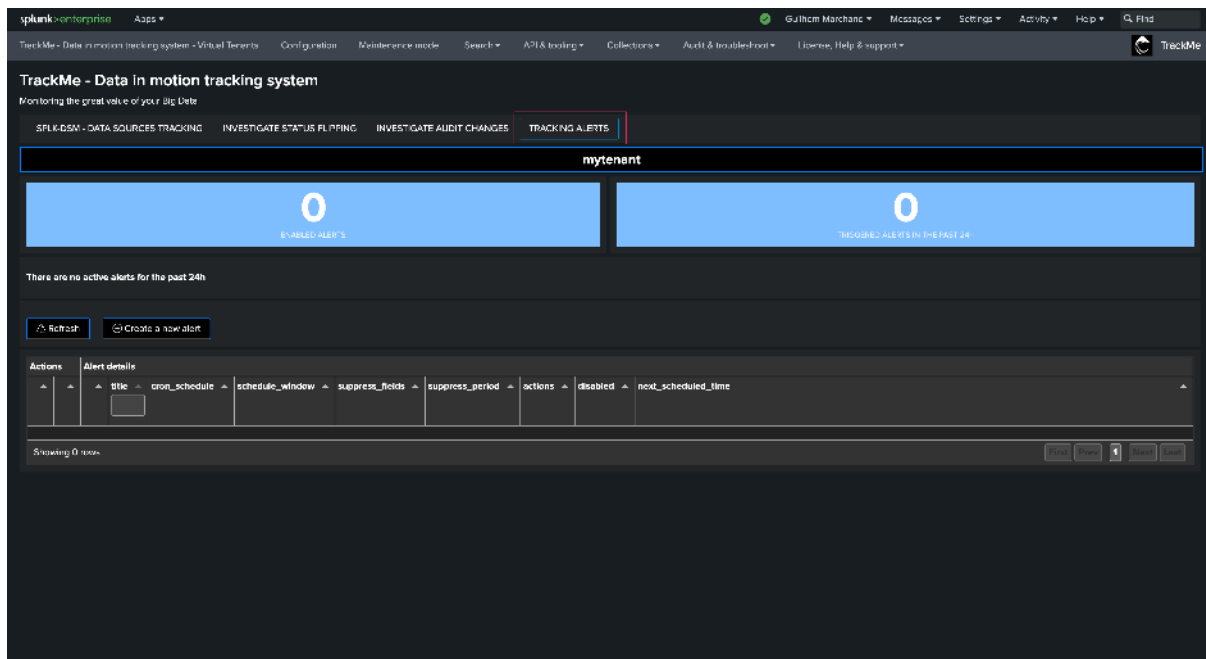 splunk>enterprise Apps Guilhem Marchand Messages Settings Activity Help Find
TrackMe - Data in motion tracking system - Virtual Tenants Configuration Maintenance mode Search API & tooling Collections Audit & troubleshoot License, Help & support TrackMe
TrackMe - Data in motion tracking system
Monitoring the great value of your Big Data
SPLK-DSM - DATA SOURCES TRACKING INVESTIGATE STATUS FLIPPING INVESTIGATE AUDIT CHANGES TRACKING ALERTS
mytenant
0 0
ENABLED ALERTS TRIGGERED ALERTS IN THE PAST 24
There are no active alerts for the past 24h
Refresh Create a new alert
Actions Alert details
title cron_schedule schedule_window suppress_fields suppress_period actions disabled next_scheduled_time
Showing 0 rows First Prev 1 Next Last